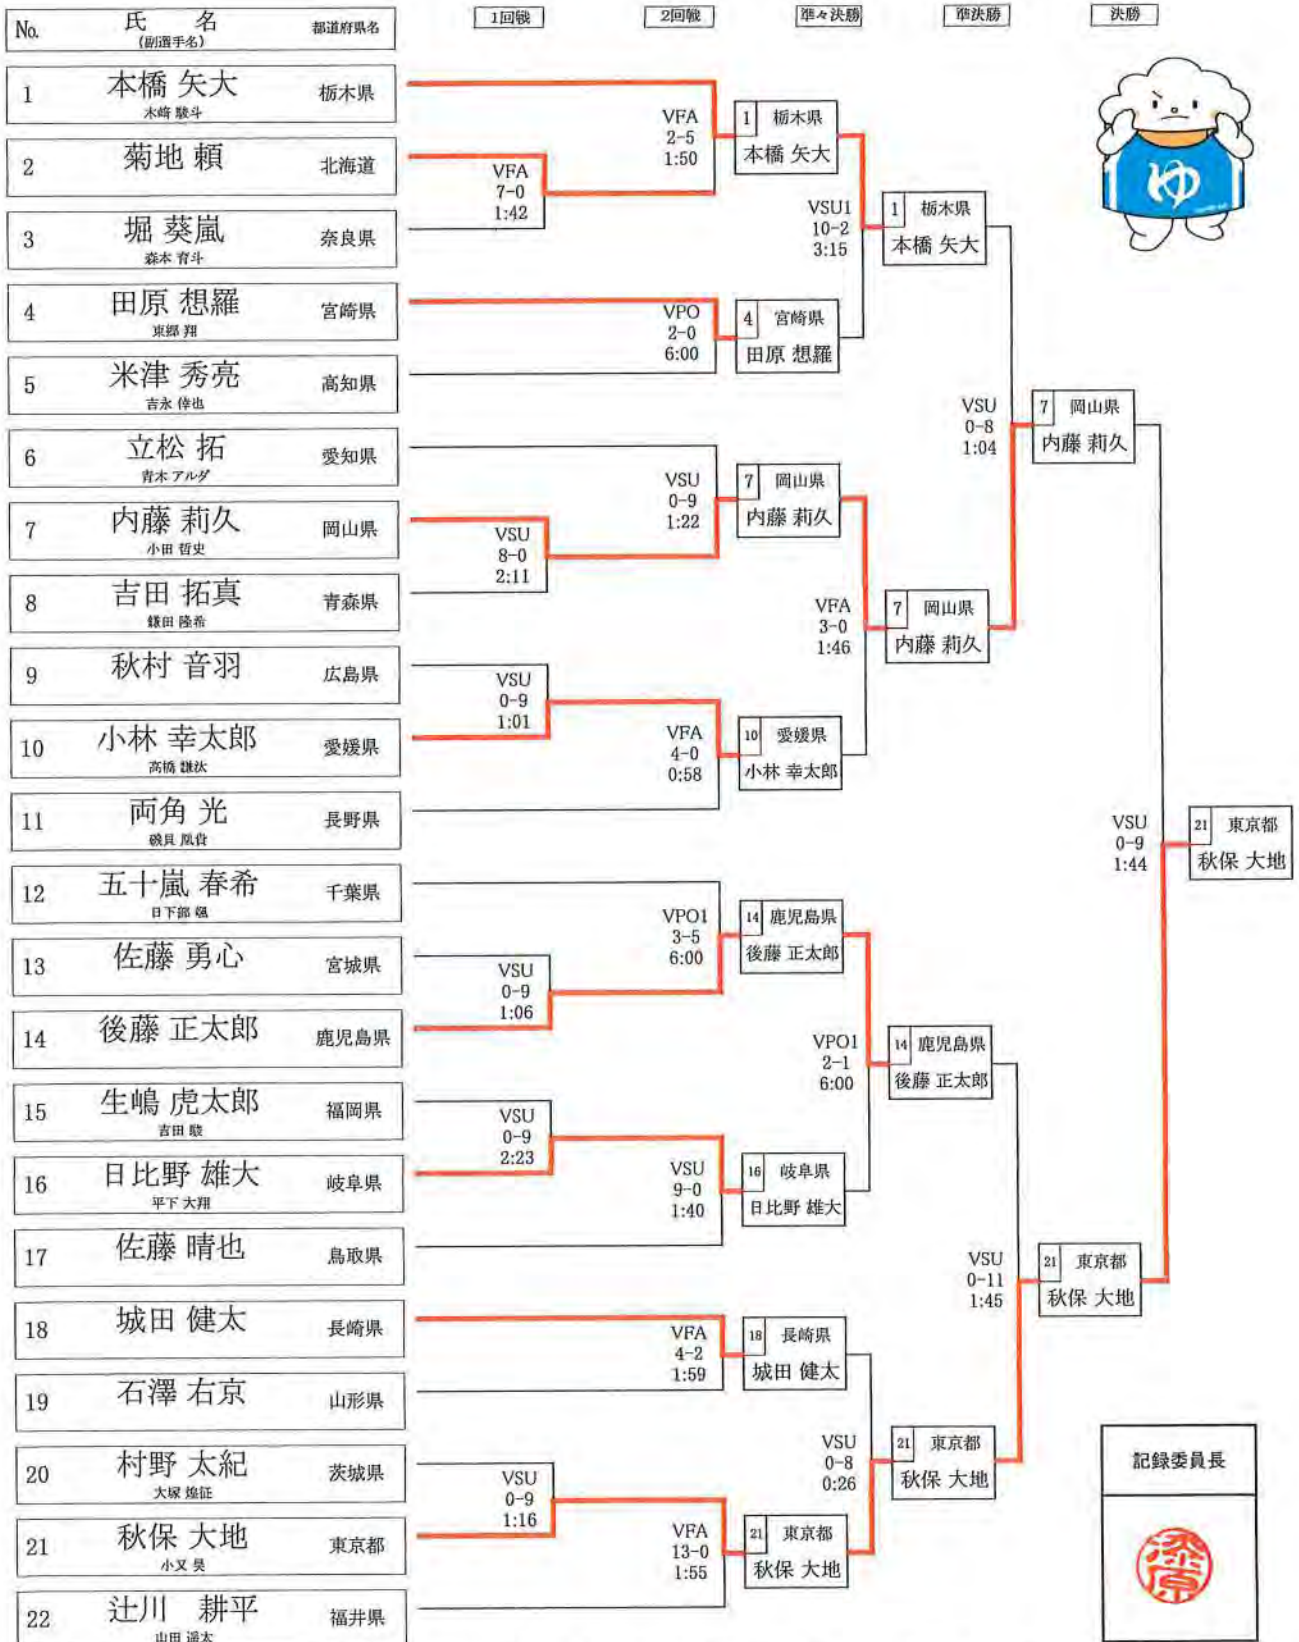 No. 氏 名 都道府県名 1回戦 2回戦 準々決勝 準決勝 決勝
(副選手名)
1 本橋 矢大 栃木県
木﨑 駿斗
2 菊地 頼 北海道
3 堀 葵嵐 奈良県
森本 育斗
4 田原 想羅 宮崎県
東郷 翔
5 米津 秀亮 高知県
吉永 倖也
6 立松 拓 愛知県
青木 アルダ
7 内藤 莉久 岡山県
小田 哲史
8 吉田 拓真 青森県
鎌田 隆希
9 秋村 音羽 広島県
10 小林 幸太郎 愛媛県
高橋 謙汰
11 両角 光 長野県
磯貝 凰貴
12 五十嵐 春希 千葉県
日下部 颯
13 佐藤 勇心 宮城県
14 後藤 正太郎 鹿児島県
15 生嶋 虎太郎 福岡県
吉田 駿
16 日比野 雄大 岐阜県
平下 大翔
17 佐藤 晴也 鳥取県
18 城田 健太 長崎県
19 石澤 右京 山形県
20 村野 太紀 茨城県
大塚 煌征
21 秋保 大地 東京都
小又 昊
22 辻川 耕平 福井県
山田 遥太
VFA
7-0
1:42
VSU
8-0
2:11
VSU
0-9
1:01
VSU
0-9
1:06
VSU
0-9
2:23
VSU
0-9
1:16
VFA
2-5
1:50
VPO
2-0
6:00
VSU
0-9
1:22
VFA
4-0
0:58
VPO1
3-5
6:00
VSU
9-0
1:40
VFA
4-2
1:59
VFA
13-0
1:55
1 栃木県
本橋 矢大
4 宮崎県
田原 想羅
7 岡山県
内藤 莉久
10 愛媛県
小林 幸太郎
14 鹿児島県
後藤 正太郎
16 岐阜県
日比野 雄大
18 長崎県
城田 健太
21 東京都
秋保 大地
VSU1
10-2
3:15
VFA
3-0
1:46
VPO1
2-1
6:00
VSU
0-8
0:26
1 栃木県
本橋 矢大
7 岡山県
内藤 莉久
14 鹿児島県
後藤 正太郎
21 東京都
秋保 大地
VSU
0-8
1:04
VSU
0-11
1:45
7 岡山県
内藤 莉久
21 東京都
秋保 大地
VSU
0-9
1:44
21 東京都
秋保 大地
ゆ
記録委員長
漆原